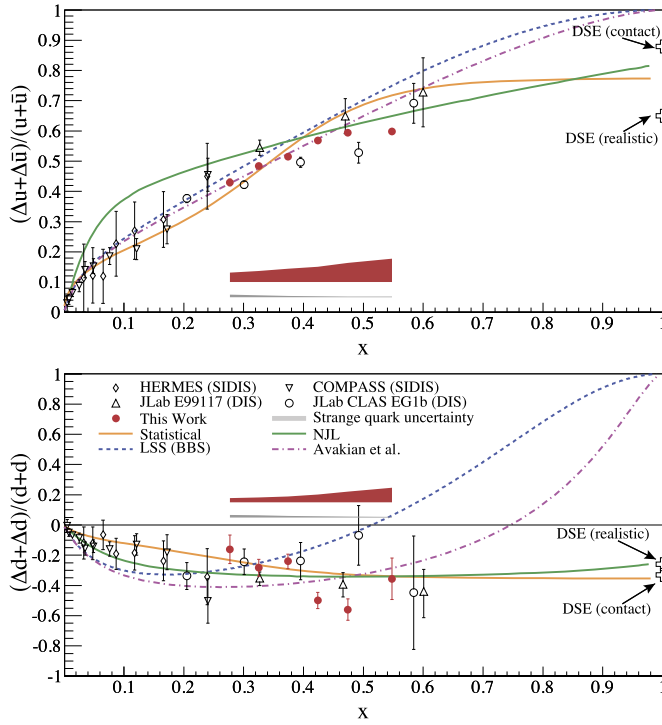 1
0.9
0.8
0.7
0.6
0.5
0.4
0.3
0.2
0.1
0
(Δu+Δū)/(u+ū)
DSE (contact)
DSE (realistic)
0.1 0.2 0.3 0.4 0.5 0.6 0.7 0.8 0.9 1
x
1
0.8
0.6
0.4
0.2
0
-0.2
-0.4
-0.6
-0.8
-1
(Δd+Δd)/(d+d)
HERMES (SIDIS) COMPASS (SIDIS)
JLab E99117 (DIS) JLab CLAS EG1b (DIS)
This Work Strange quark uncertainty
Statistical NJL
LSS (BBS) Avakian et al.
DSE (realistic)
DSE (contact)
0.1 0.2 0.3 0.4 0.5 0.6 0.7 0.8 0.9 1
x